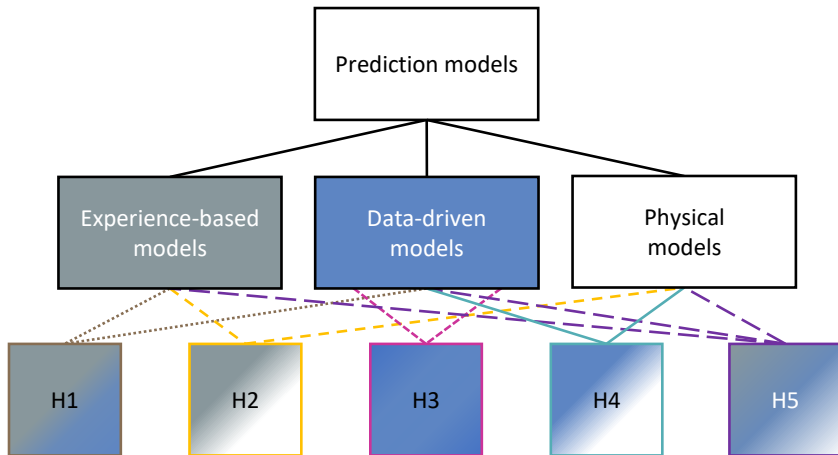 Prediction models
Experience-based
models
Data-driven
models
Physical
models
H1
H2
H3
H4
H5